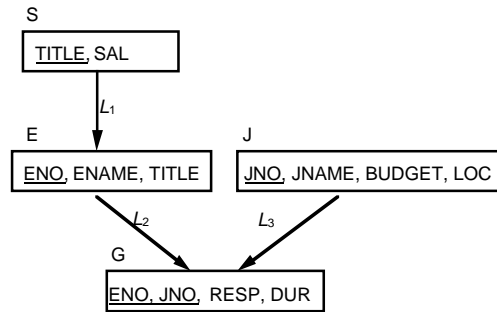 S
TITLE, SAL
L1
E
ENO, ENAME, TITLE
J
JNO, JNAME, BUDGET, LOC
L2
L3
G
ENO, JNO, RESP, DUR